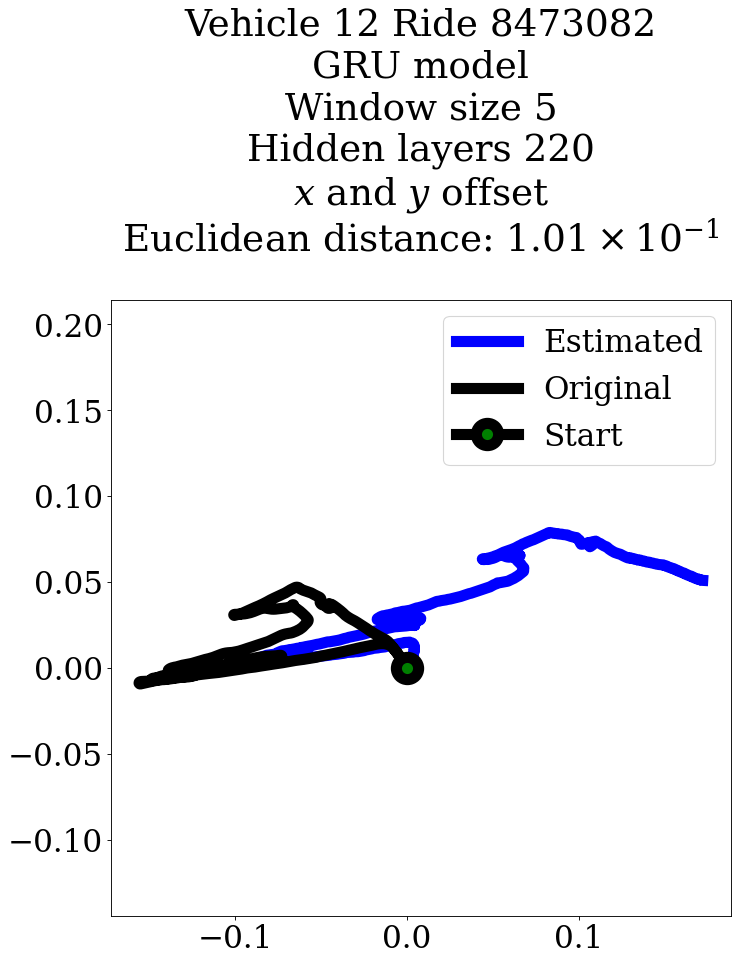 Vehicle 12 Ride 8473082
GRU model
Window size 5
Hidden layers 220
x and y offset
Euclidean distance: 1.01 × 10⁻¹
Estimated
Original
Start
0.20
0.15
0.10
0.05
0.00
−0.05
−0.10
−0.1 0.0 0.1